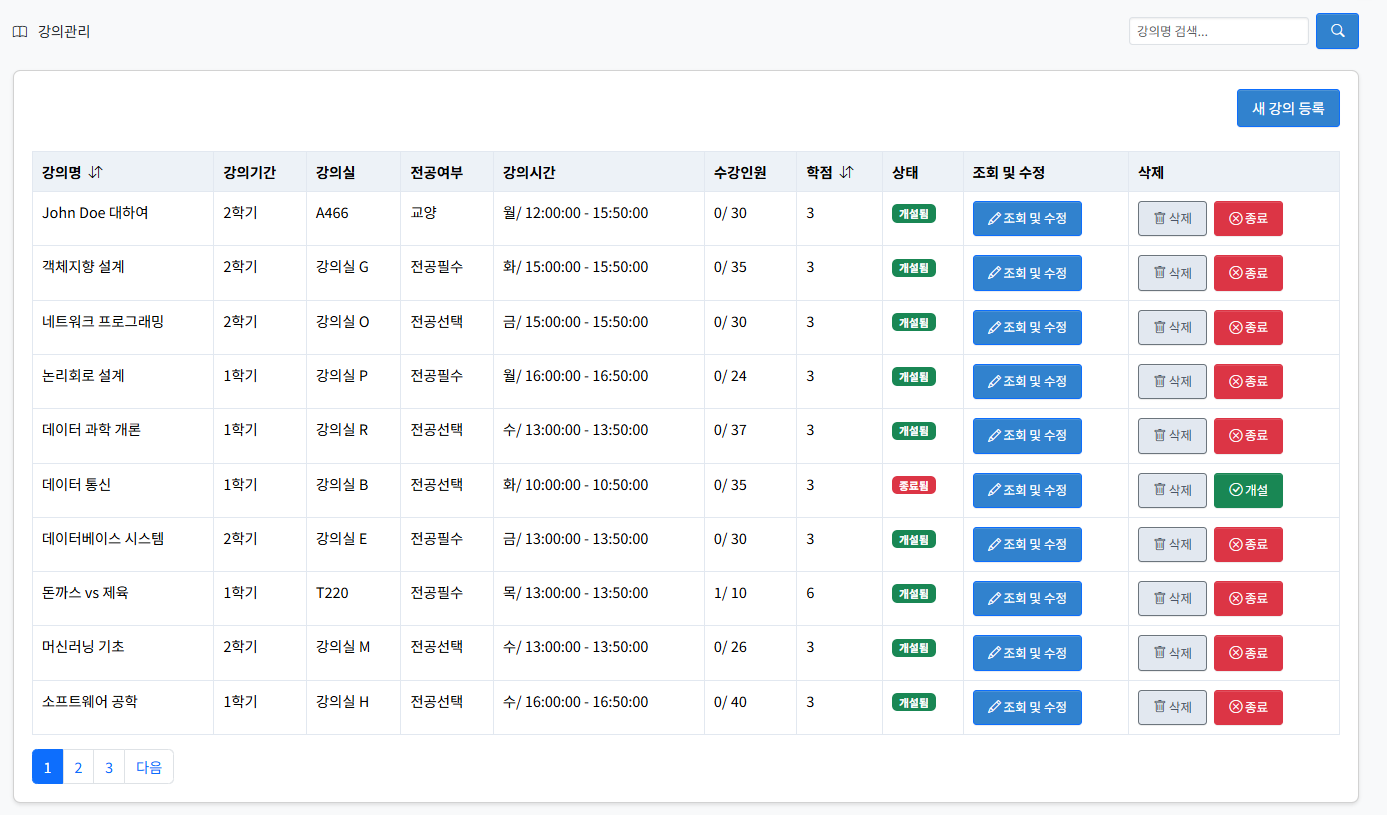 강의관리
강의명 검색...
새 강의 등록
강의명 강의기간 강의실 전공여부 강의시간 수강인원 학점 상태 조회 및 수정 삭제
John Doe 대하여 2학기 A466 교양 월/ 12:00:00 - 15:50:00 0/ 30 3 개설됨 조회 및 수정 삭제 종료
객체지향 설계 2학기 강의실 G 전공필수 화/ 15:00:00 - 15:50:00 0/ 35 3 개설됨 조회 및 수정 삭제 종료
네트워크 프로그래밍 2학기 강의실 O 전공선택 금/ 15:00:00 - 15:50:00 0/ 30 3 개설됨 조회 및 수정 삭제 종료
논리회로 설계 1학기 강의실 P 전공필수 월/ 16:00:00 - 16:50:00 0/ 24 3 개설됨 조회 및 수정 삭제 종료
데이터 과학 개론 1학기 강의실 R 전공선택 수/ 13:00:00 - 13:50:00 0/ 37 3 개설됨 조회 및 수정 삭제 종료
데이터 통신 1학기 강의실 B 전공선택 화/ 10:00:00 - 10:50:00 0/ 35 3 종료됨 조회 및 수정 삭제 개설
데이터베이스 시스템 2학기 강의실 E 전공필수 금/ 13:00:00 - 13:50:00 0/ 30 3 개설됨 조회 및 수정 삭제 종료
돈까스 vs 제육 1학기 T220 전공필수 목/ 13:00:00 - 13:50:00 1/ 10 6 개설됨 조회 및 수정 삭제 종료
머신러닝 기초 2학기 강의실 M 전공선택 수/ 13:00:00 - 13:50:00 0/ 26 3 개설됨 조회 및 수정 삭제 종료
소프트웨어 공학 1학기 강의실 H 전공선택 수/ 16:00:00 - 16:50:00 0/ 40 3 개설됨 조회 및 수정 삭제 종료
1 2 3 다음